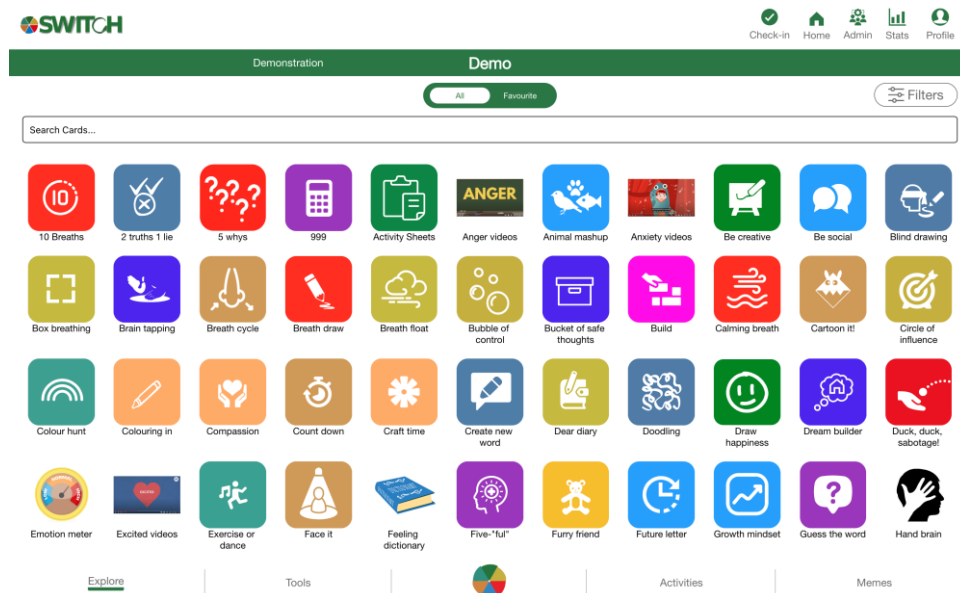 SWITCH
Check-in Home Admin Stats Profile
Demonstration Demo
All Favourite Filters
Search Cards...
10
????
ANGER
10 Breaths 2 truths 1 lie 5 whys 999 Activity Sheets Anger videos Animal mashup Anxiety videos Be creative Be social Blind drawing
Box breathing Brain tapping Breath cycle Breath draw Breath float Bubble of control Bucket of safe thoughts Build Calming breath Cartoon it! Circle of influence
Colour hunt Colouring in Compassion Count down Craft time Create new word Dear diary Doodling Draw happiness Dream builder Duck, duck, sabotage!
?
Emotion meter Excited videos Exercise or dance Face it Feeling dictionary Five-"ful" Furry friend Future letter Growth mindset Guess the word Hand brain
Explore Tools Activities Memes